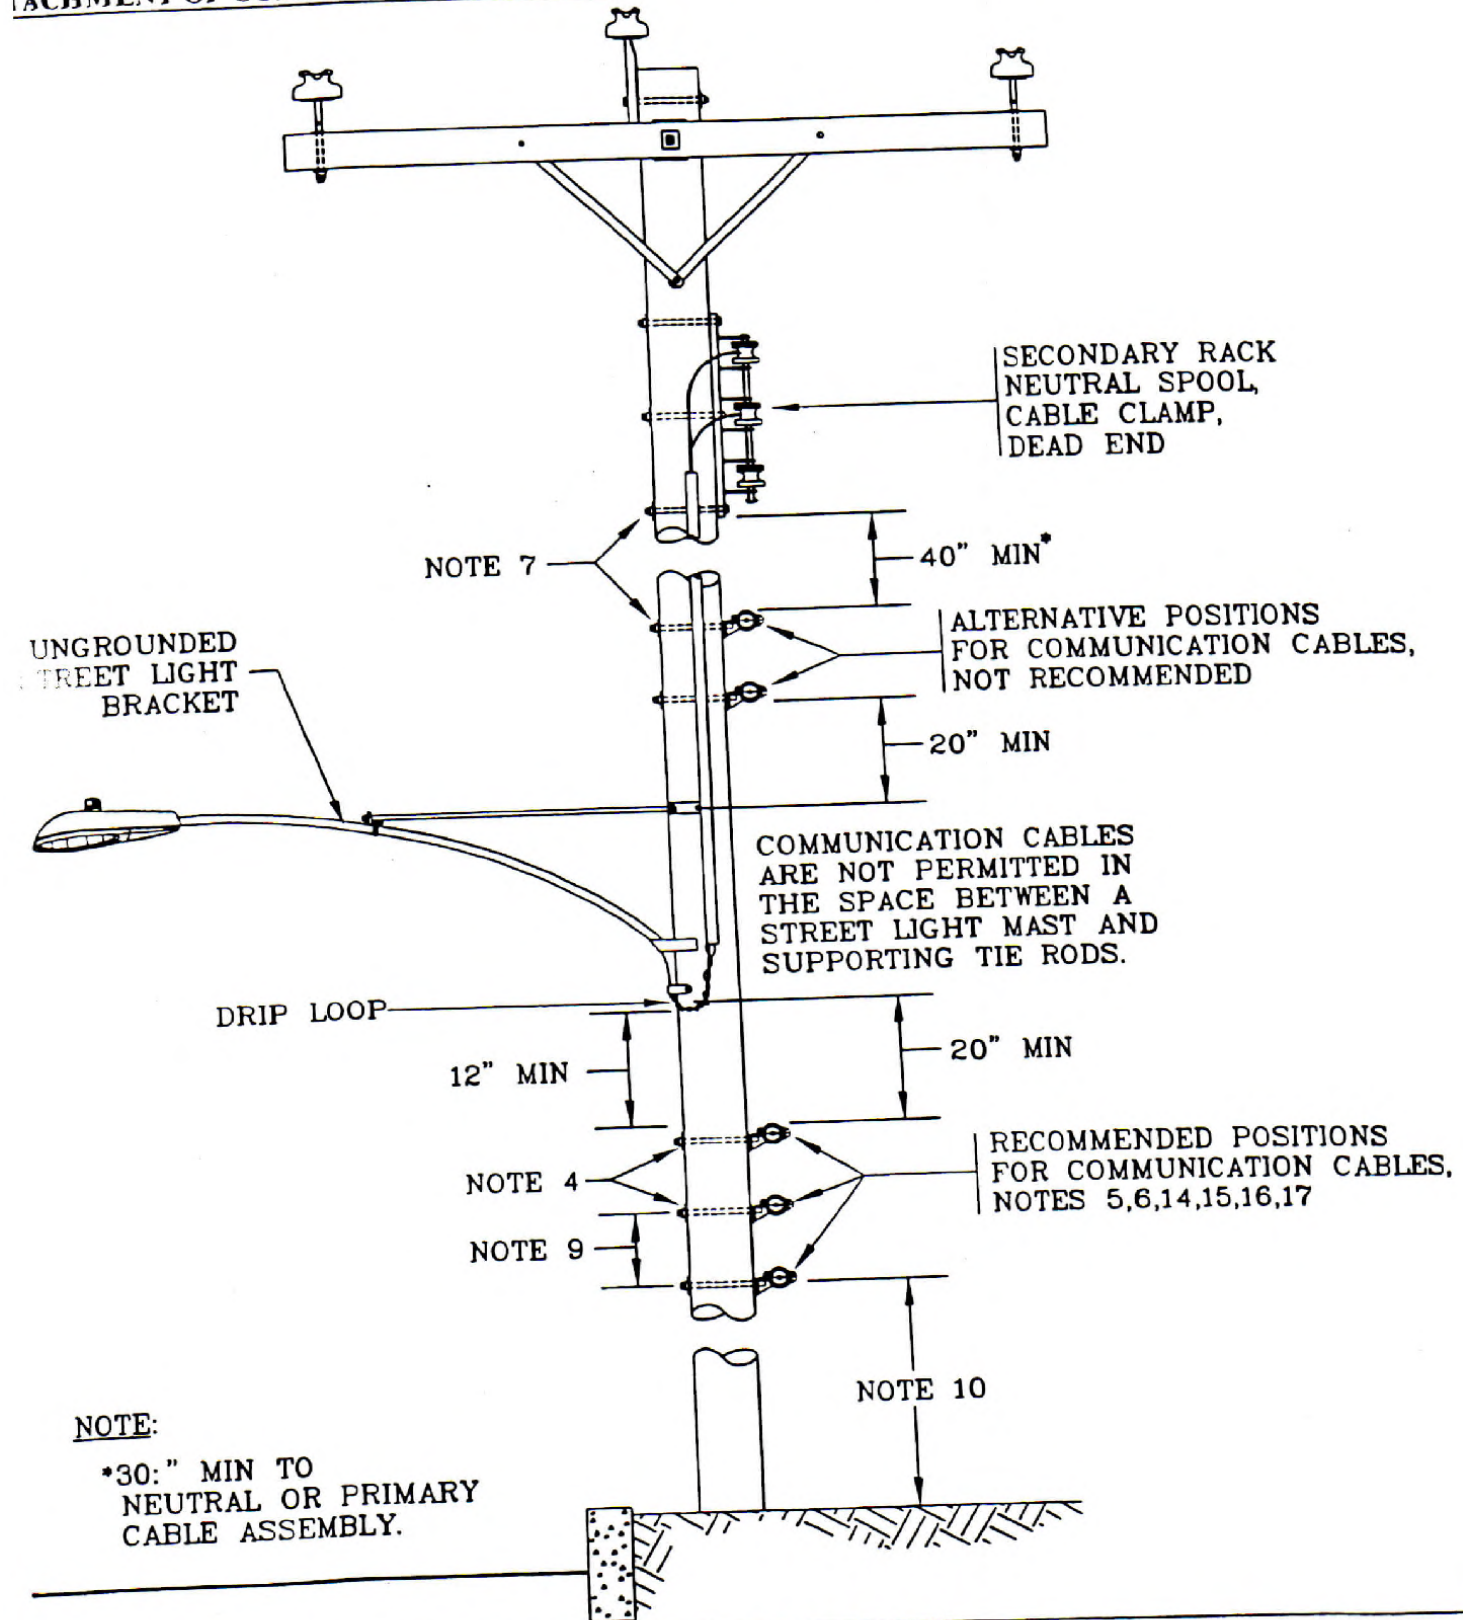 SECONDARY RACK
NEUTRAL SPOOL,
CABLE CLAMP,
DEAD END
NOTE 7
40" MIN*
ALTERNATIVE POSITIONS
FOR COMMUNICATION CABLES,
NOT RECOMMENDED
UNGROUNDED
STREET LIGHT
BRACKET
20" MIN
COMMUNICATION CABLES
ARE NOT PERMITTED IN
THE SPACE BETWEEN A
STREET LIGHT MAST AND
SUPPORTING TIE RODS.
DRIP LOOP
12" MIN
20" MIN
NOTE 4
RECOMMENDED POSITIONS
FOR COMMUNICATION CABLES,
NOTES 5,6,14,15,16,17
NOTE 9
NOTE 10
NOTE:
*30:" MIN TO
NEUTRAL OR PRIMARY
CABLE ASSEMBLY.